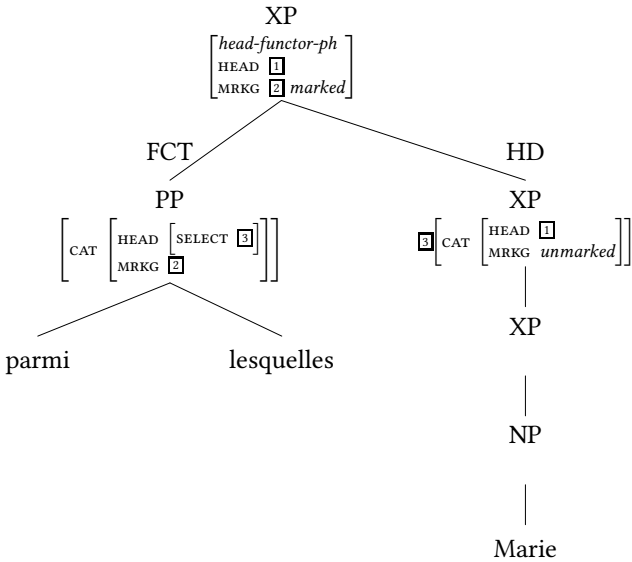 XP
head-functor-ph
HEAD 1
MRKG 2 marked
FCT HD
PP XP
CAT HEAD SELECT 3
MRKG 2
3 CAT HEAD 1
MRKG unmarked
XP
parmi lesquelles
NP
Marie